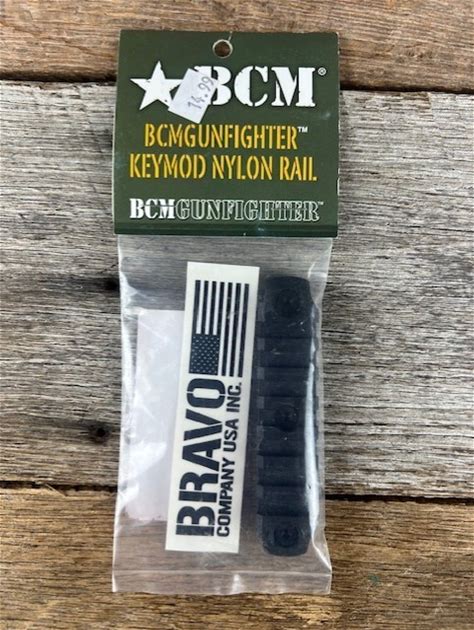 BCM®
14.99
BCMGUNFIGHTER™
KEYMOD NYLON RAIL
BCMGUNFIGHTER™
BRAVO
COMPANY USA INC.